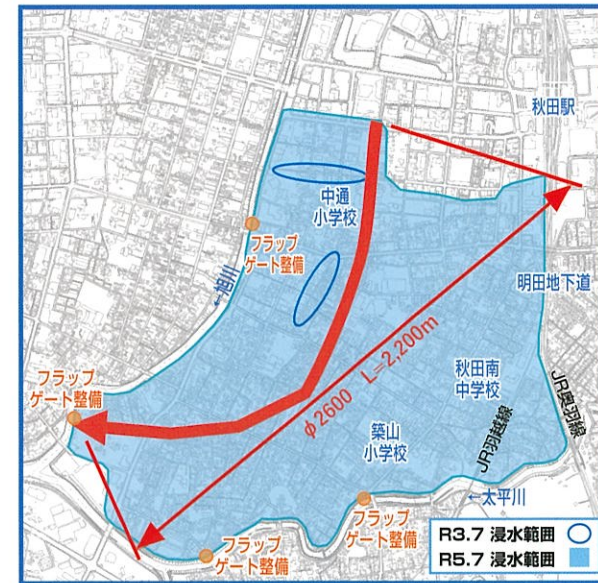 秋田駅
中通
小学校
フラップ
ゲート整備
←旭川
明田地下道
フラップ
ゲート整備
φ2600 L=2,200m
秋田南
中学校
JR奥羽線
JR羽越線
築山
小学校
←太平川
フラップ
ゲート整備
フラップ
ゲート整備
R3.7 浸水範囲
R5.7 浸水範囲